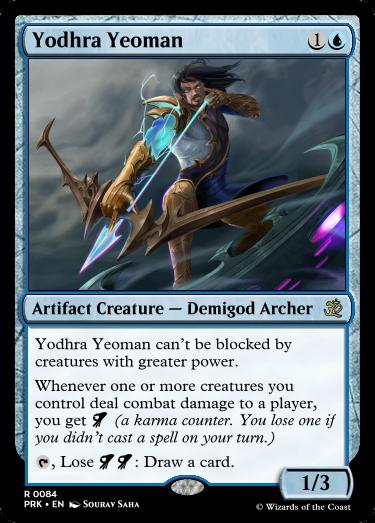 Yodhra Yeoman
1
Artifact Creature — Demigod Archer
Yodhra Yeoman can't be blocked by
creatures with greater power.
Whenever one or more creatures you
control deal combat damage to a player,
you get (a karma counter. You lose one if
you didn't cast a spell on your turn.)
, Lose : Draw a card.
1/3
R 0084
PRK • EN Sourav Saha
© Wizards of the Coast